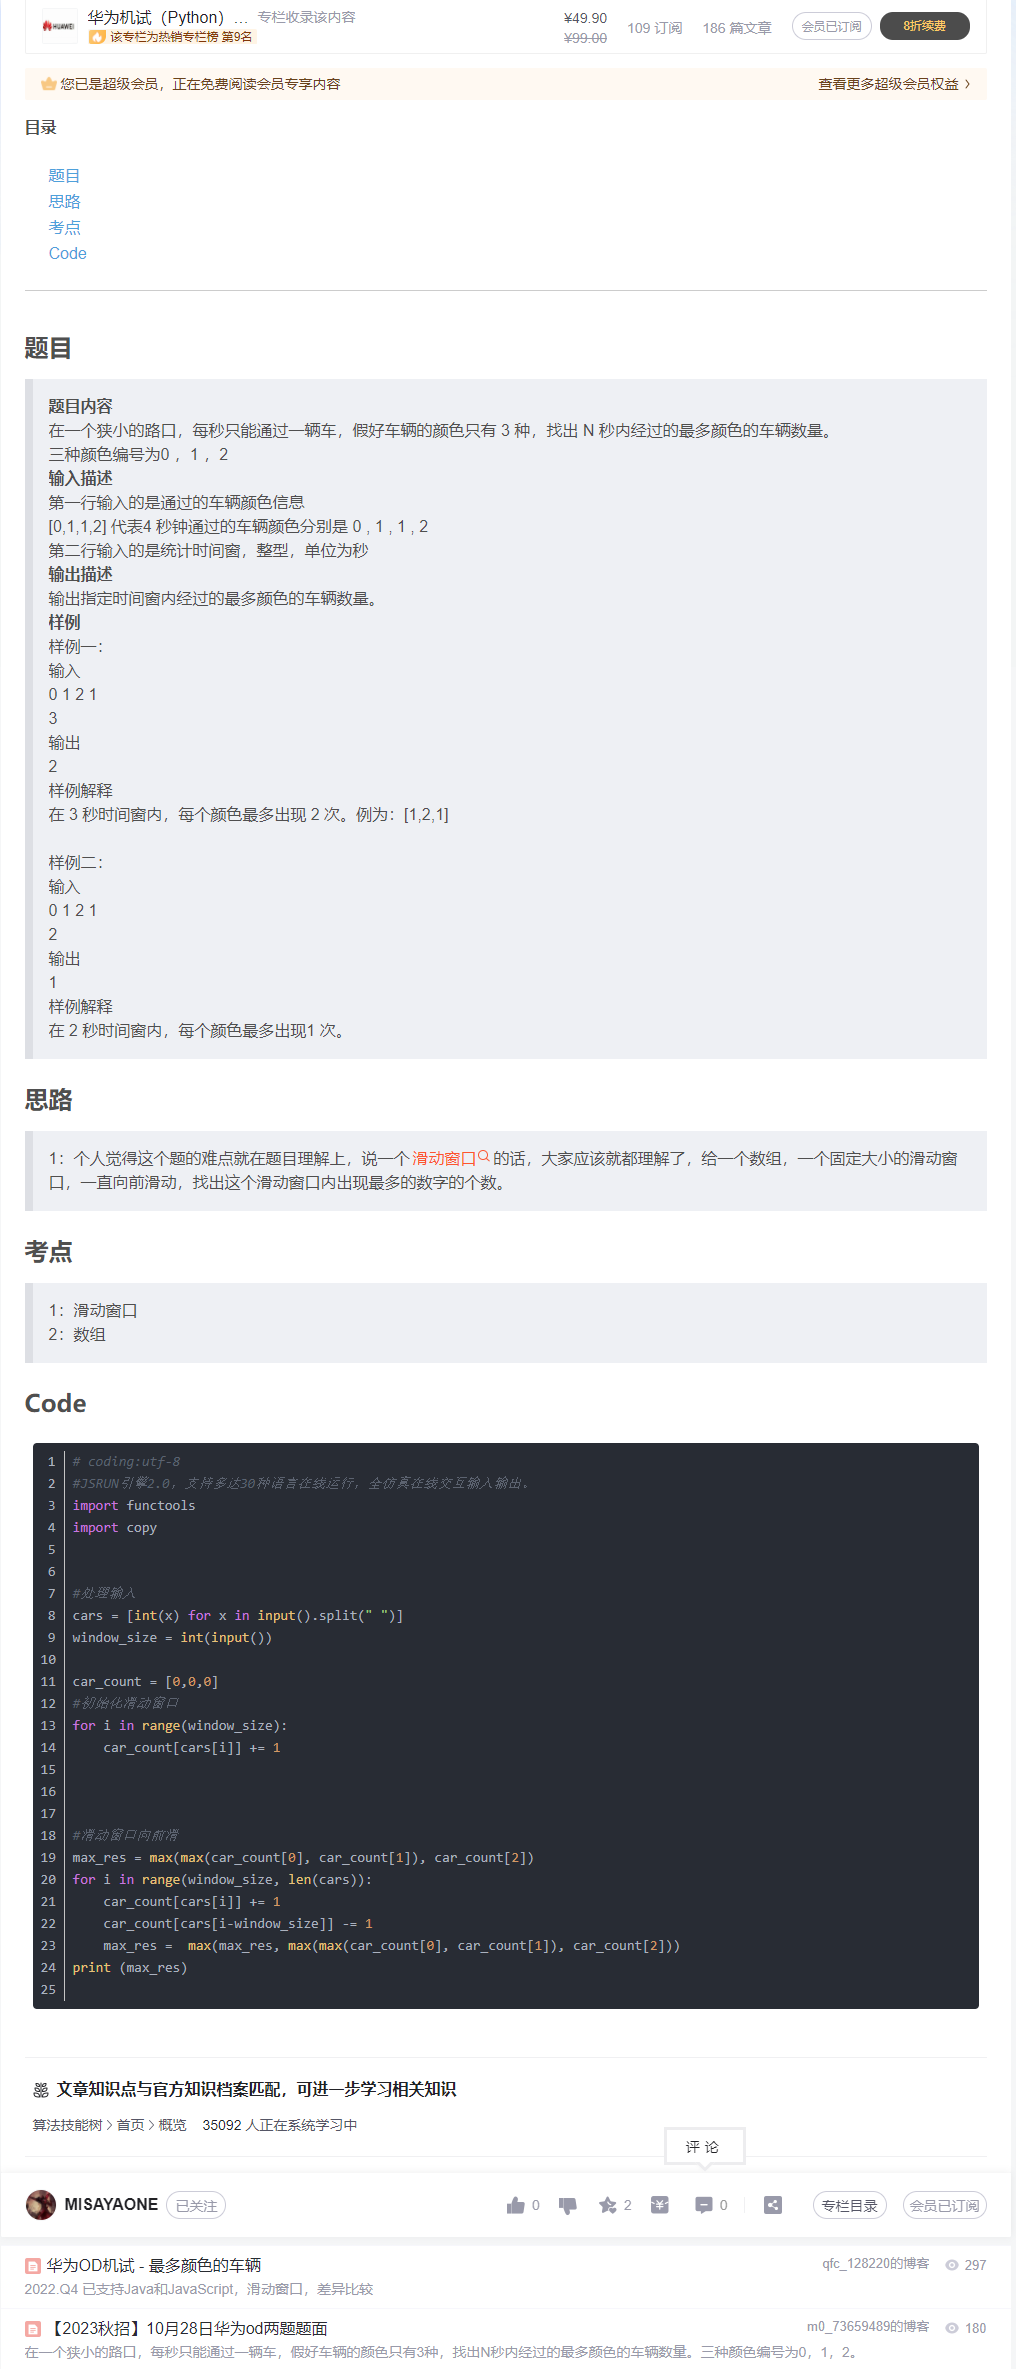 HUAWEI
华为机试（Python）... 专栏收录该内容
该专栏为热销专栏榜 第9名
¥49.90
¥99.00
109 订阅 186 篇文章 会员已订阅 8折续费
您已是超级会员，正在免费阅读会员专享内容 查看更多超级会员权益
目录
题目
思路
考点
Code
题目
题目内容
在一个狭小的路口，每秒只能通过一辆车，假好车辆的颜色只有 3 种，找出 N 秒内经过的最多颜色的车辆数量。
三种颜色编号为0 ，1 ，2
输入描述
第一行输入的是通过的车辆颜色信息
[0,1,1,2] 代表4 秒钟通过的车辆颜色分别是 0 , 1 , 1 , 2
第二行输入的是统计时间窗，整型，单位为秒
输出描述
输出指定时间窗内经过的最多颜色的车辆数量。
样例
样例一：
输入
0 1 2 1
3
输出
2
样例解释
在 3 秒时间窗内，每个颜色最多出现 2 次。例为：[1,2,1]
样例二：
输入
0 1 2 1
2
输出
1
样例解释
在 2 秒时间窗内，每个颜色最多出现1 次。
思路
1：个人觉得这个题的难点就在题目理解上，说一个 滑动窗口 的话，大家应该就都理解了，给一个数组，一个固定大小的滑动窗
口，一直向前滑动，找出这个滑动窗口内出现最多的数字的个数。
考点
1：滑动窗口
2：数组
Code
1 # coding:utf-8
2 #JSRUN引擎2.0，支持多达30种语言在线运行，全仿真在线交互输入输出。
3 import functools
4 import copy
5
6
7 #处理输入
8 cars = [int(x) for x in input().split(" ")]
9 window_size = int(input())
10
11 car_count = [0,0,0]
12 #初始化滑动窗口
13 for i in range(window_size):
14     car_count[cars[i]] += 1
15
16
17
18 #滑动窗口向前滑
19 max_res = max(max(car_count[0], car_count[1]), car_count[2])
20 for i in range(window_size, len(cars)):
21     car_count[cars[i]] += 1
22     car_count[cars[i-window_size]] -= 1
23     max_res =  max(max_res, max(max(car_count[0], car_count[1]), car_count[2]))
24 print (max_res)
25
文章知识点与官方知识档案匹配，可进一步学习相关知识
算法技能树 > 首页 > 概览 35092 人正在系统学习中
评 论
MISAYAONE 已关注 0 2 0 专栏目录 会员已订阅
华为OD机试 - 最多颜色的车辆 qfc_128220的博客 297
2022.Q4 已支持Java和JavaScript，滑动窗口，差异比较
【2023秋招】10月28日华为od两题题面 m0_73659489的博客 180
在一个狭小的路口，每秒只能通过一辆车，假好车辆的颜色只有3种，找出N秒内经过的最多颜色的车辆数量。三种颜色编号为0，1，2。